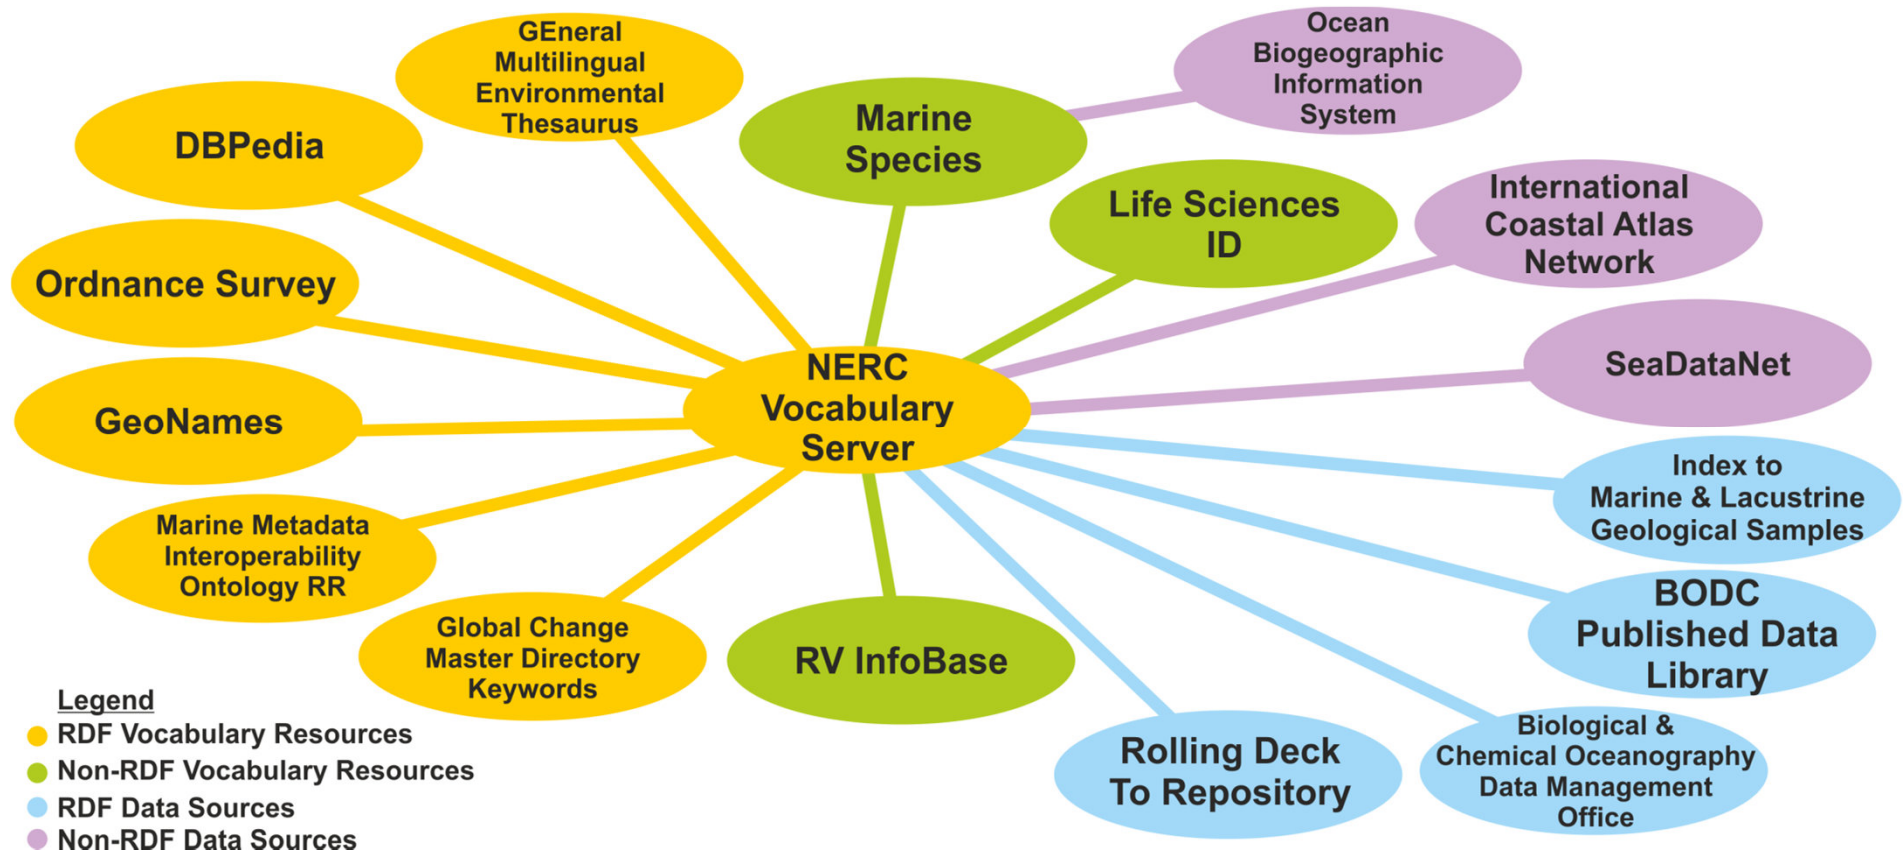 GEneral
Multilingual
Environmental
Thesaurus
Ocean
Biogeographic
Information
System
DBPedia
Marine
Species
Life Sciences
ID
International
Coastal Atlas
Network
Ordnance Survey
NERC
Vocabulary
Server
SeaDataNet
GeoNames
Index to
Marine & Lacustrine
Geological Samples
Marine Metadata
Interoperability
Ontology RR
BODC
Published Data
Library
Global Change
Master Directory
Keywords
RV InfoBase
Rolling Deck
To Repository
Biological &
Chemical Oceanography
Data Management
Office
Legend
RDF Vocabulary Resources
Non-RDF Vocabulary Resources
RDF Data Sources
Non-RDF Data Sources